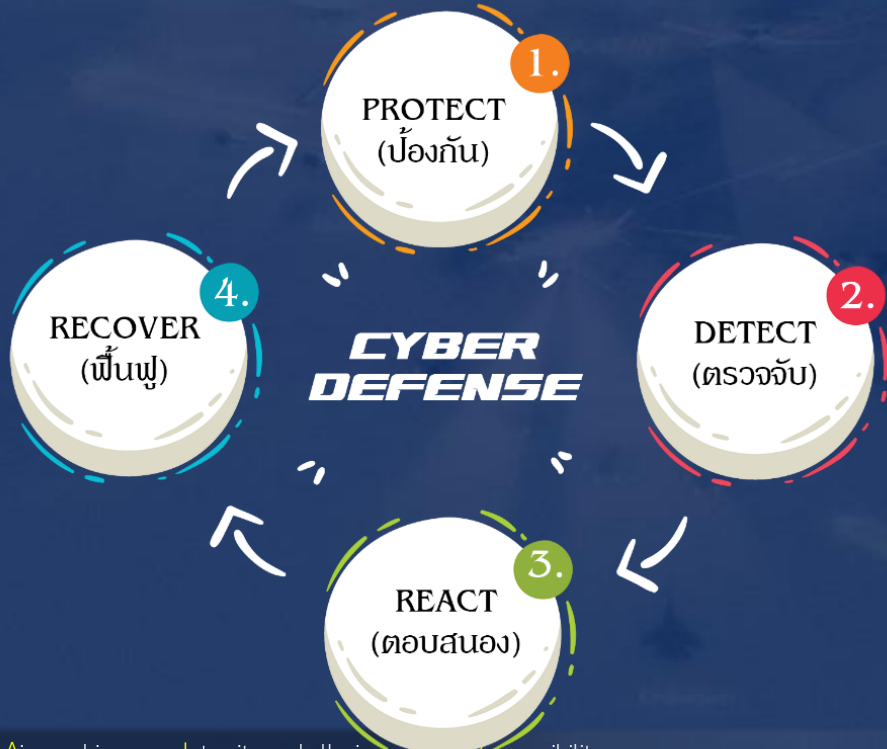 1.
PROTECT
(ป้องกัน)
2.
DETECT
(ตรวจจับ)
3.
REACT
(ตอบสนอง)
4.
RECOVER
(ฟื้นฟู)
CYBER
DEFENSE